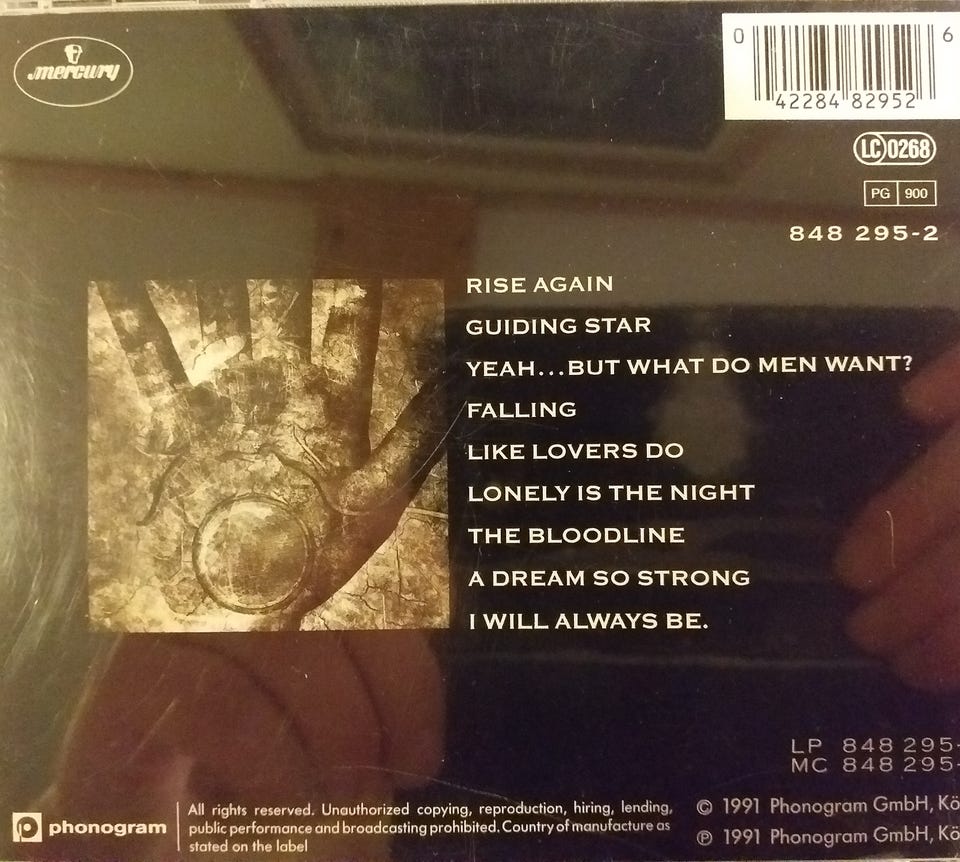 mercury
0 42284 82952 6
LC 0268
PG 900
848 295-2
RISE AGAIN
GUIDING STAR
YEAH...BUT WHAT DO MEN WANT?
FALLING
LIKE LOVERS DO
LONELY IS THE NIGHT
THE BLOODLINE
A DREAM SO STRONG
I WILL ALWAYS BE.
LP 848 295-
MC 848 295-
phonogram
All rights reserved. Unauthorized copying, reproduction, hiring, lending,
public performance and broadcasting prohibited. Country of manufacture as
stated on the label
© 1991 Phonogram GmbH, Kö
℗ 1991 Phonogram GmbH, Kö